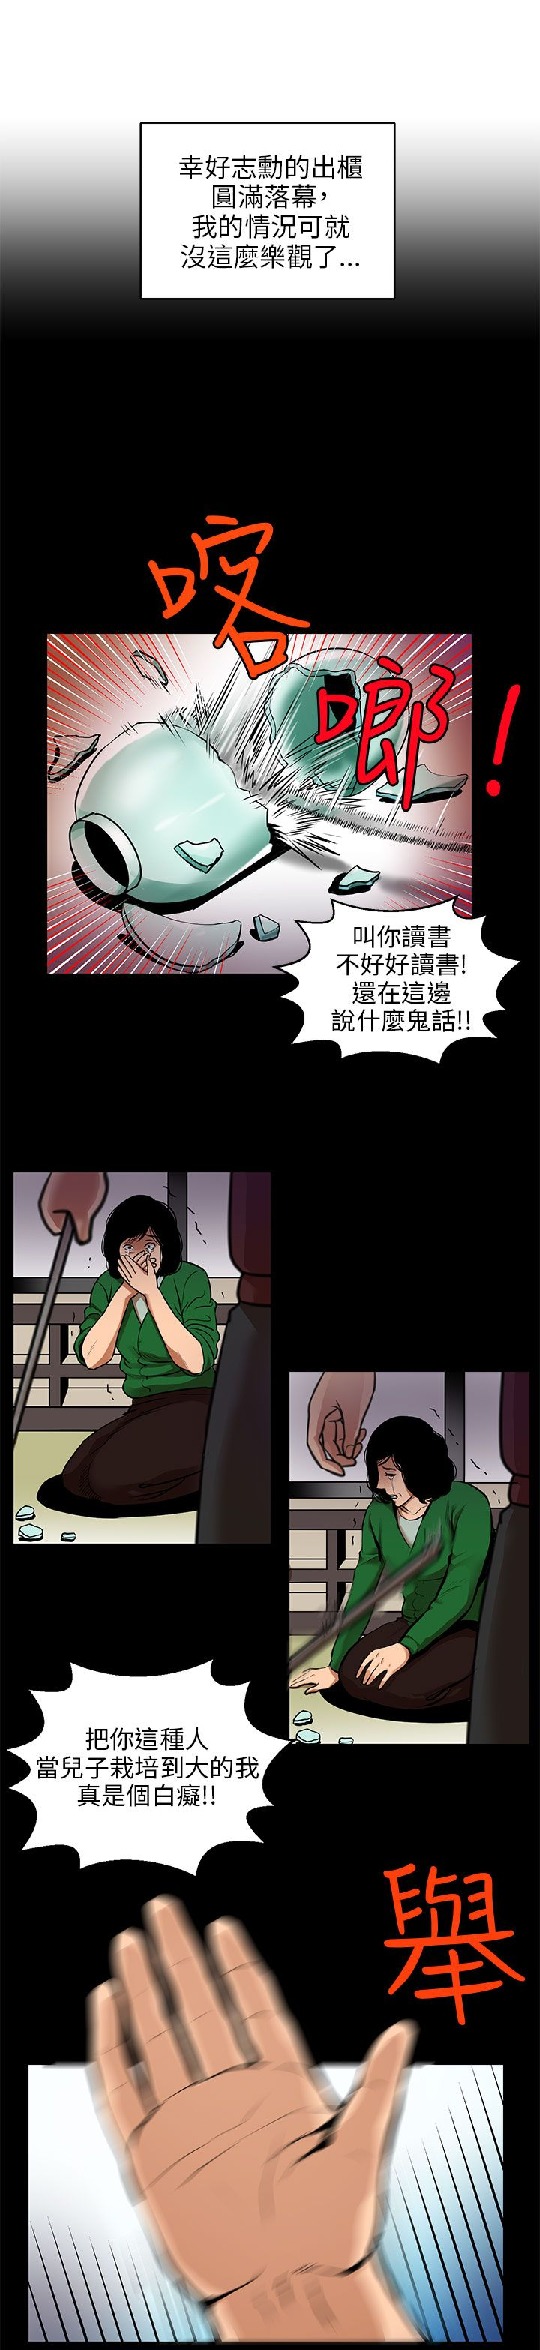 幸好志勳的出櫃
圓滿落幕，
我的情況可就
沒這麼樂觀了...
喀
啷！
叫你讀書
不好好讀書!
還在這邊
說什麼鬼話!!
把你這種人
當兒子栽培到大的我
真是個白癡!!
舉